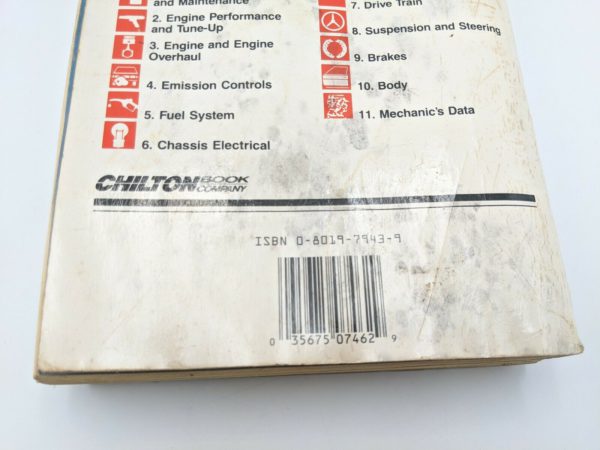 and Maintenance
2. Engine Performance
and Tune-Up
3. Engine and Engine
Overhaul
4. Emission Controls
5. Fuel System
6. Chassis Electrical
7. Drive Train
8. Suspension and Steering
9. Brakes
10. Body
11. Mechanic's Data
CHILTON BOOK
COMPANY
ISBN 0-8019-7943-9
0 35675 07462 9